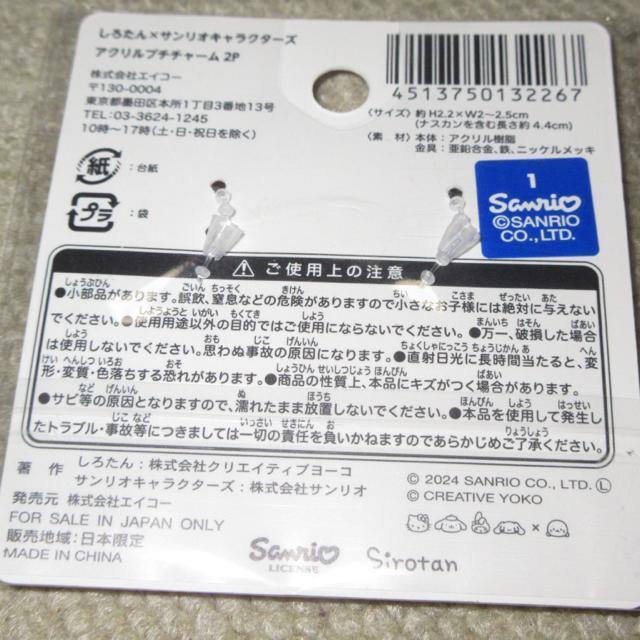 しろたん×サンリオキャラクターズ
アクリルプチチャーム 2P
株式会社エイコー
〒130-0004
東京都墨田区本所1丁目3番地13号
TEL:03-3624-1245
10時〜17時(土・日・祝日を除く)
4513750132267
〈サイズ〉約 H2.2×W2〜2.5cm
(ナスカンを含む長さ約 4.4cm)
〈素 材〉本体:アクリル樹脂
金具:亜鉛合金、鉄、ニッケルメッキ
紙:台紙
プラ:袋
1
Sanrio
©SANRIO
CO., LTD.
ご使用上の注意
●小部品があります。誤飲、窒息などの危険がありますので小さなお子様には絶対に与えない
でください。●使用用途以外の目的ではご使用にならないでください。●万一、破損した場合
は使用しないでください。思わぬ事故の原因になります。●直射日光に長時間当たると、変
形・変質・色落ちする恐れがあります。●商品の性質上、本品にキズがつく場合があります。
●サビ等の原因となりますので、濡れたまま放置しないでください。●本品を使用して発生し
たトラブル・事故等につきましては一切の責任を負いかねますのであらかじめご了承ください。
著 作 しろたん:株式会社クリエイティブヨーコ
サンリオキャラクターズ:株式会社サンリオ
発売元 株式会社エイコー
FOR SALE IN JAPAN ONLY
販売地域:日本限定
MADE IN CHINA
© 2024 SANRIO CO., LTD. Ⓛ
© CREATIVE YOKO
×
Sanrio
LICENSE
Sirotan